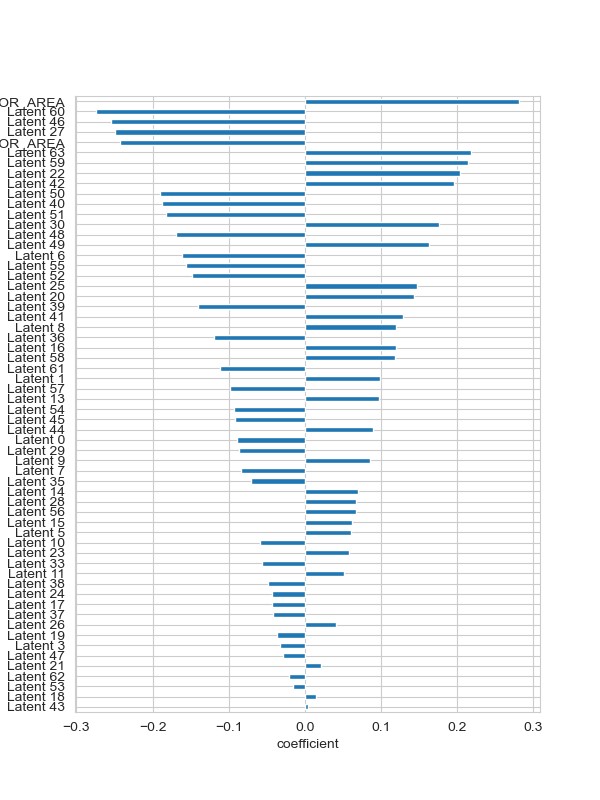 OR_AREA
Latent 60
Latent 46
Latent 27
OR_AREA
Latent 63
Latent 59
Latent 22
Latent 42
Latent 50
Latent 40
Latent 51
Latent 30
Latent 48
Latent 49
Latent 6
Latent 55
Latent 52
Latent 25
Latent 20
Latent 39
Latent 41
Latent 8
Latent 36
Latent 16
Latent 58
Latent 61
Latent 1
Latent 57
Latent 13
Latent 54
Latent 45
Latent 44
Latent 0
Latent 29
Latent 9
Latent 7
Latent 35
Latent 14
Latent 28
Latent 56
Latent 15
Latent 5
Latent 10
Latent 23
Latent 33
Latent 11
Latent 38
Latent 24
Latent 17
Latent 37
Latent 26
Latent 19
Latent 3
Latent 47
Latent 21
Latent 62
Latent 53
Latent 18
Latent 43
−0.3 −0.2 −0.1 0.0 0.1 0.2 0.3
coefficient